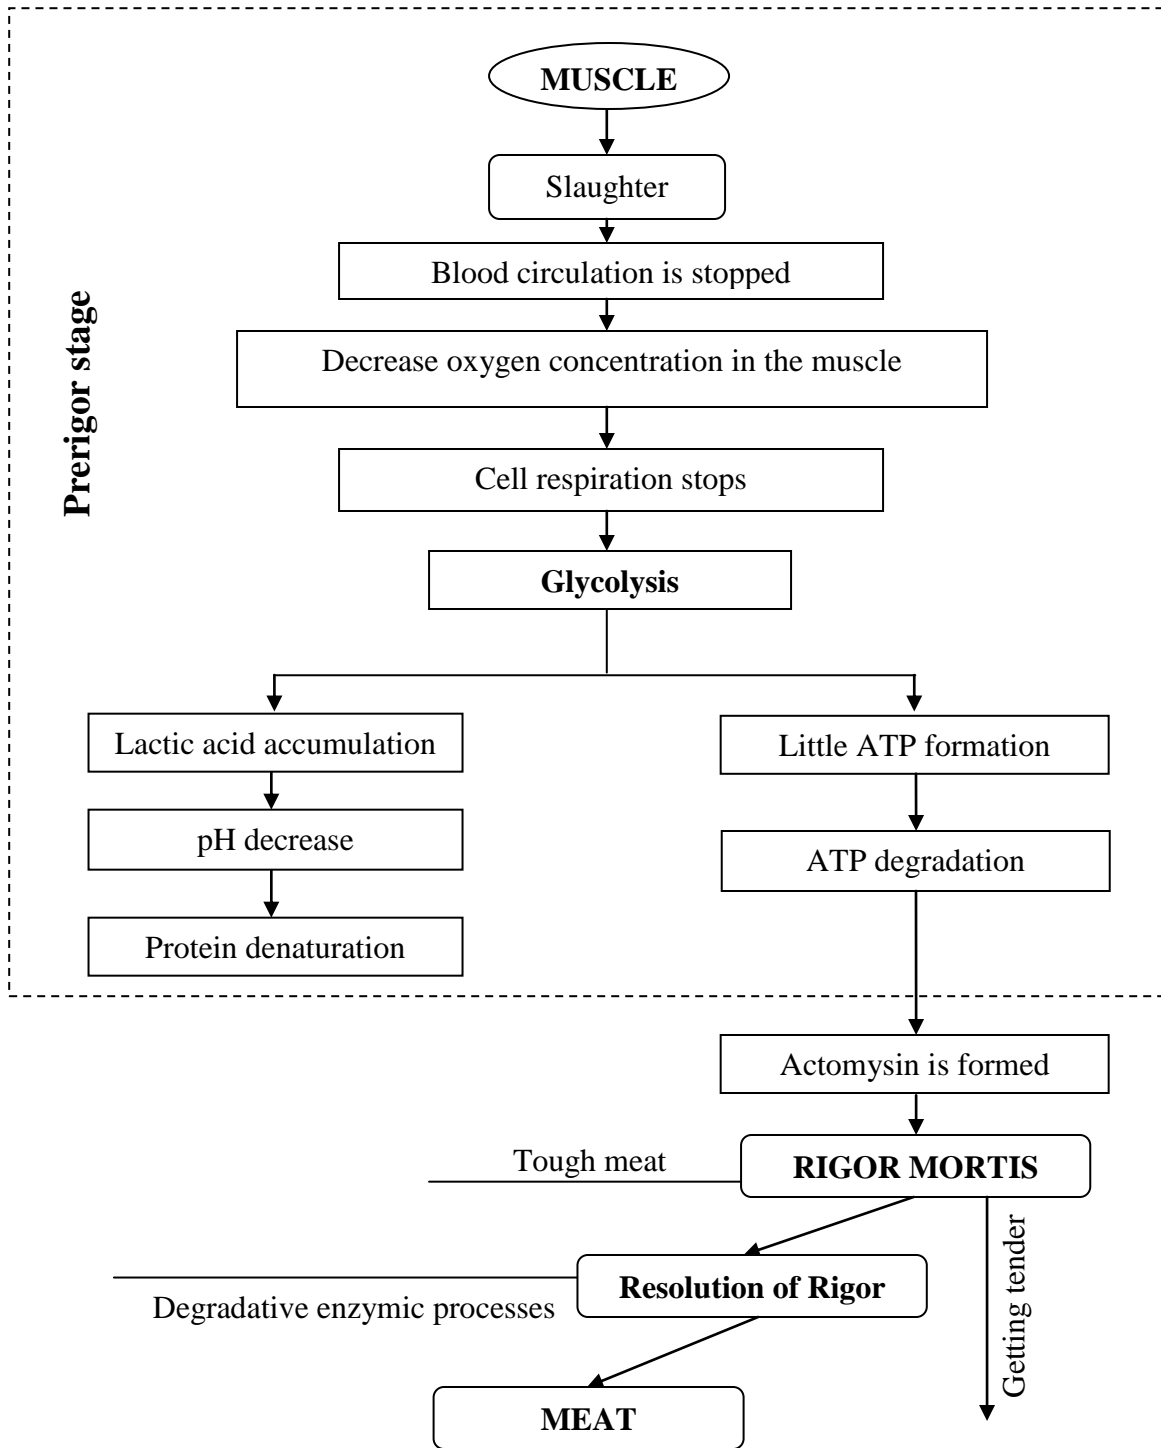 MUSCLE
Slaughter
Blood circulation is stopped
Decrease oxygen concentration in the muscle
Prerigor stage
Cell respiration stops
Glycolysis
Lactic acid accumulation
Little ATP formation
pH decrease
ATP degradation
Protein denaturation
Actomysin is formed
Tough meat
RIGOR MORTIS
Getting tender
Resolution of Rigor
Degradative enzymic processes
MEAT